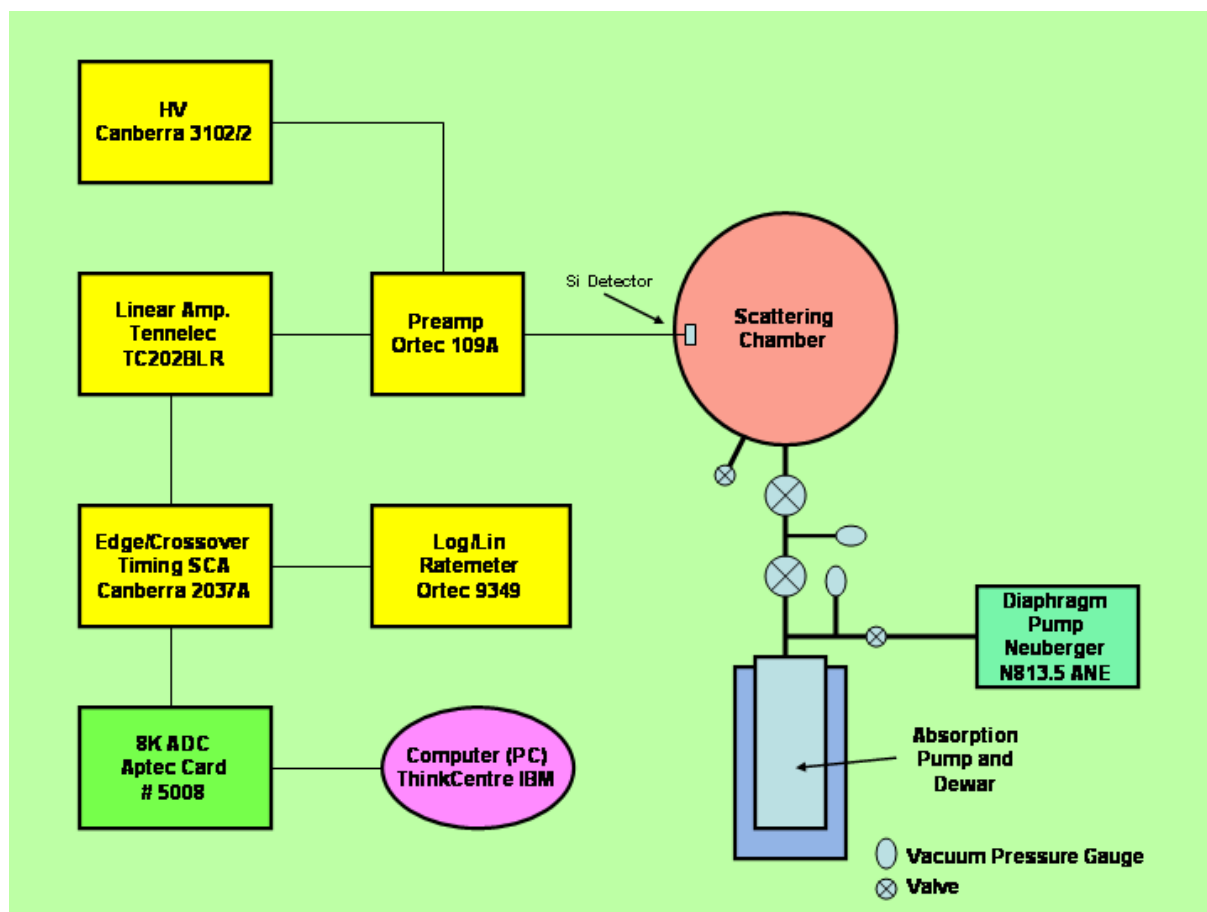 HV
Canberra 3102/2
Linear Amp.
Tennelec
TC202BLR
Preamp
Ortec 109A
Si Detector
Scattering
Chamber
Edge/Crossover
Timing SCA
Canberra 2037A
Log/Lin
Ratemeter
Ortec 9349
Diaphragm
Pump
Neuberger
N813.5 ANE
8K ADC
Aptec Card
# 5008
Computer (PC)
ThinkCentre IBM
Absorption
Pump and
Dewar
Vacuum Pressure Gauge
Valve